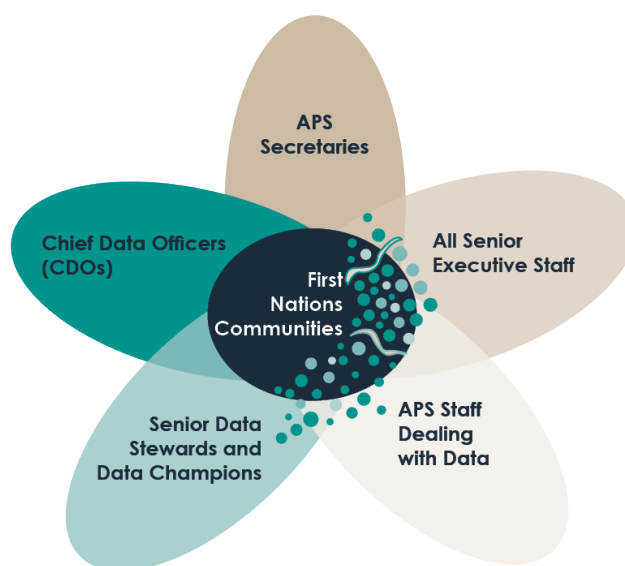 APS
Secretaries
Chief Data Officers
(CDOs)
All Senior
Executive Staff
First
Nations
Communities
Senior Data
Stewards and
Data Champions
APS Staff
Dealing
with Data